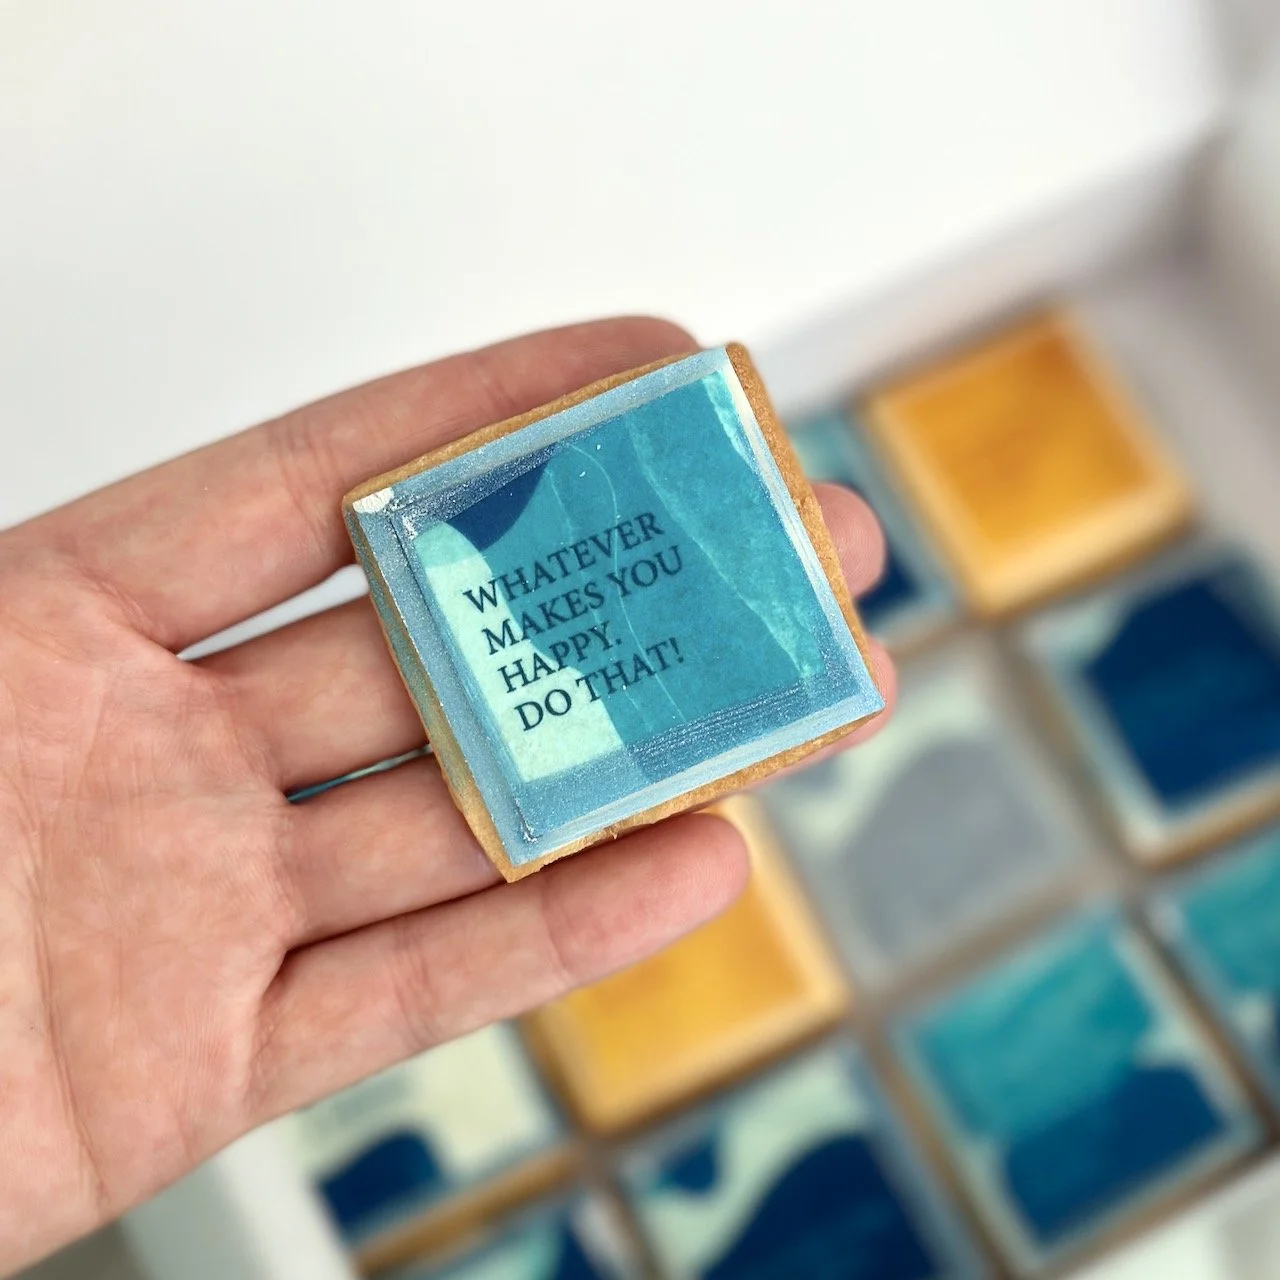 WHATEVER
MAKES YOU
HAPPY.
DO THAT!